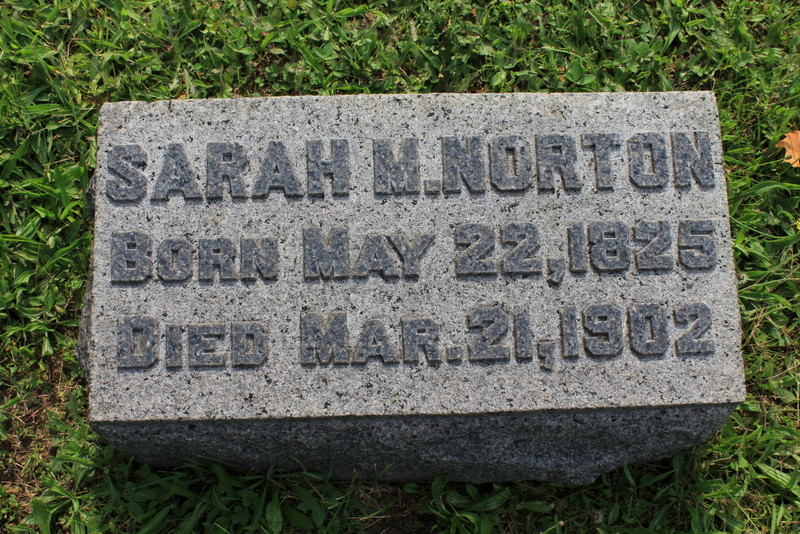 SARAH M. NORTON
BORN MAY 22, 1825
DIED MAR. 21, 1902